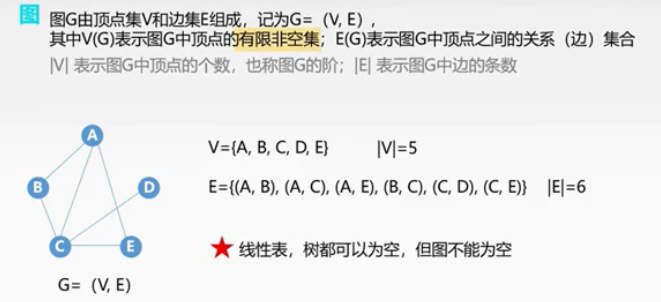 图 图G由顶点集V和边集E组成，记为G=（V, E），
其中V(G)表示图G中顶点的有限非空集；E(G)表示图G中顶点之间的关系（边）集合
|V| 表示图G中顶点的个数，也称图G的阶；|E| 表示图G中边的条数
A
B
D
C
E
G=（V, E)
V={A, B, C, D, E} |V|=5
E={(A, B), (A, C), (A, E), (B, C), (C, D), (C, E)} |E|=6
★ 线性表，树都可以为空，但图不能为空